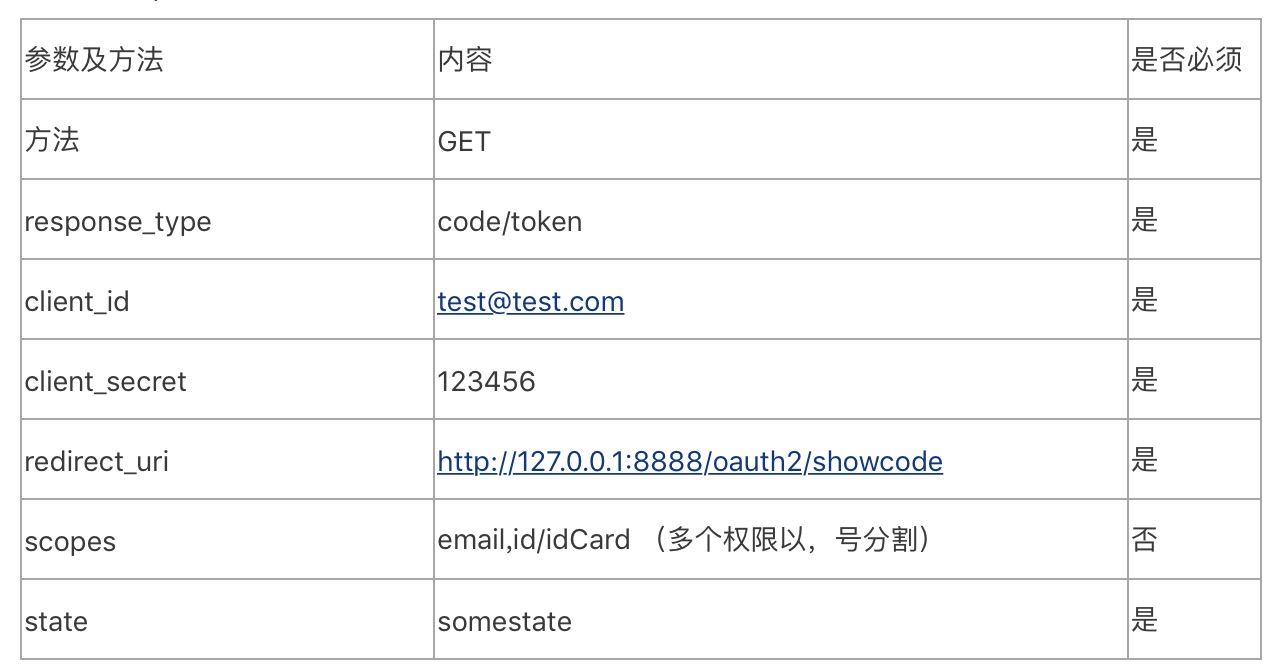 参数及方法 内容 是否必须
方法 GET 是
response_type code/token 是
client_id test@test.com 是
client_secret 123456 是
redirect_uri http://127.0.0.1:8888/oauth2/showcode 是
scopes email,id/idCard （多个权限以，号分割） 否
state somestate 是